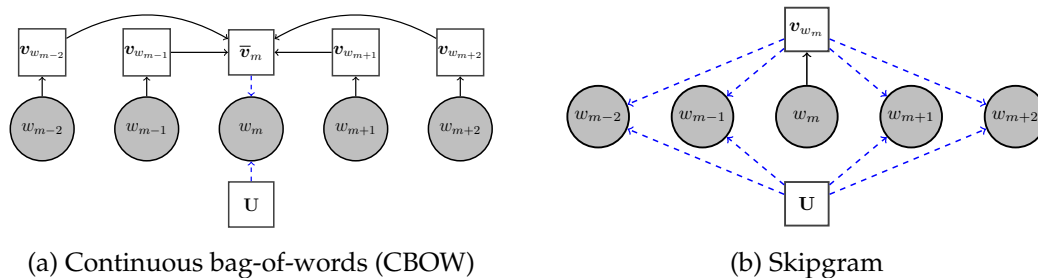 v_{w_{m−2}} v_{w_{m−1}} v̅_m v_{w_{m+1}} v_{w_{m+2}}
w_{m−2} w_{m−1} w_m w_{m+1} w_{m+2}
U
(a) Continuous bag-of-words (CBOW)
v_{w_m}
w_{m−2} w_{m−1} w_m w_{m+1} w_{m+2}
U
(b) Skipgram